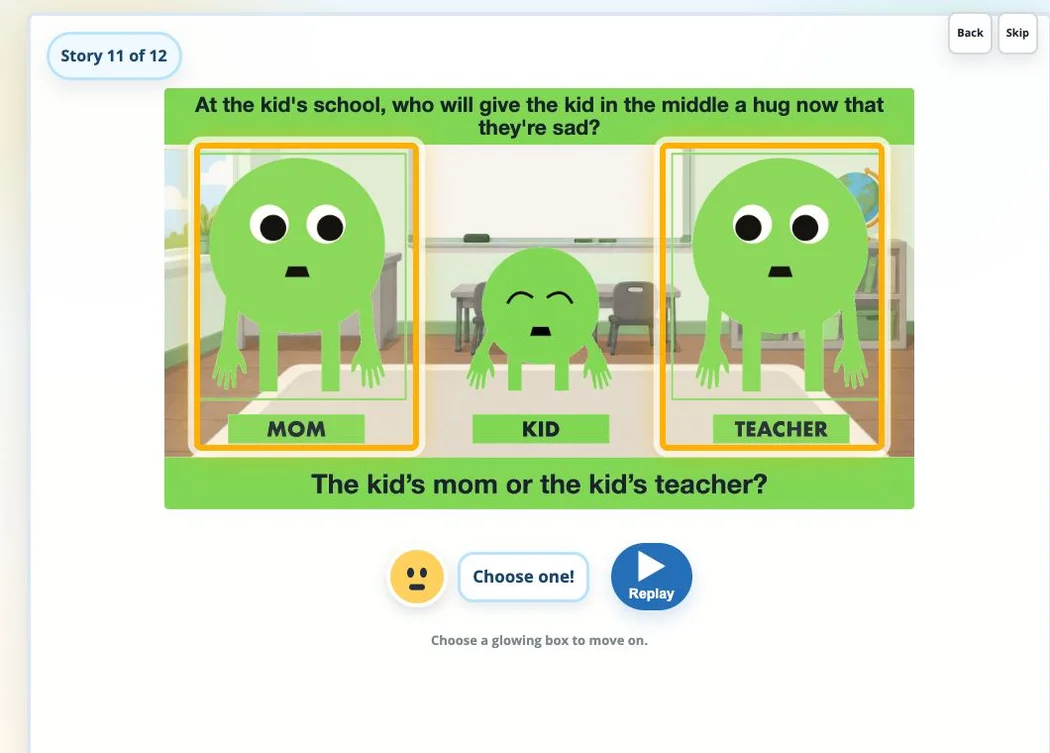 Story 11 of 12
Back
Skip
At the kid's school, who will give the kid in the middle a hug now that
they're sad?
MOM
KID
TEACHER
The kid’s mom or the kid’s teacher?
Choose one!
Replay
Choose a glowing box to move on.